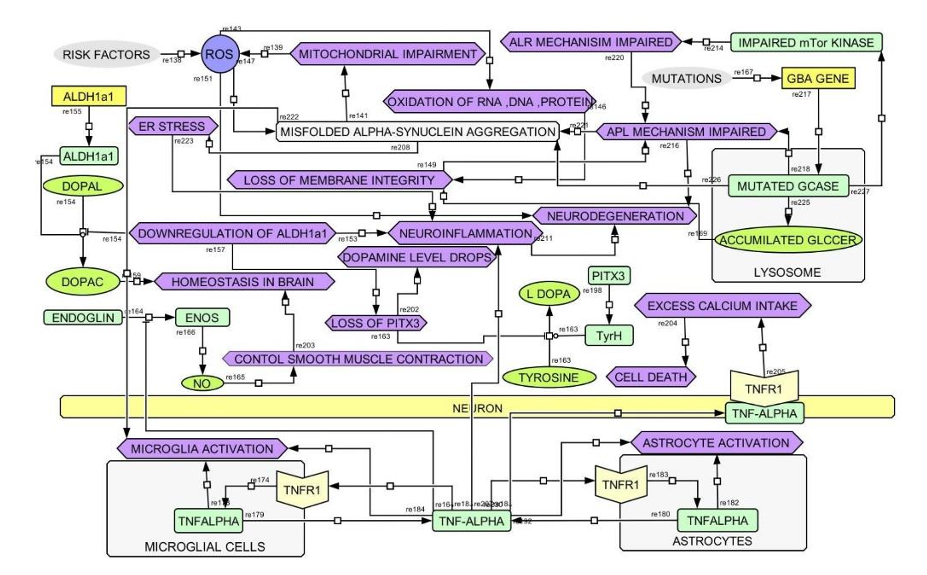 re143
RISK FACTORS
re138
ROS
re147
re139
MITOCHONDRIAL IMPAIRMENT
ALR MECHANISIM IMPAIRED
re214
IMPAIRED mTor KINASE
re220
re151
MUTATIONS
re167
GBA GENE
re217
ALDH1a1
re155
OXIDATION OF RNA ,DNA ,PROTEIN
re146
re141
re222
ER STRESS
re223
MISFOLDED ALPHA-SYNUCLEIN AGGREGATION
re208
APL MECHANISM IMPAIRED
re216
ALDH1a1
re154
re149
re218
DOPAL
re154
LOSS OF MEMBRANE INTEGRITY
re226
MUTATED GCASE
re227
re225
NEURODEGENERATION
re169
re154
DOWNREGULATION OF ALDH1a1
re153
NEUROINFLAMMATION
re211
ACCUMILATED GLCCER
re157
DOPAMINE LEVEL DROPS
LYSOSOME
DOPAC
HOMEOSTASIS IN BRAIN
L DOPA
PITX3
re198
EXCESS CALCIUM INTAKE
ENDOGLIN
re164
ENOS
re166
re202
LOSS OF PITX3
re163
re163
TyrH
re204
re203
CONTOL SMOOTH MUSCLE CONTRACTION
re163
re205
NO
re165
TYROSINE
CELL DEATH
TNFR1
NEURON
TNF-ALPHA
MICROGLIA ACTIVATION
ASTROCYTE ACTIVATION
re174
TNFR1
TNFR1
re183
re184
re182
TNFALPHA
re179
TNF-ALPHA
re180
TNFALPHA
MICROGLIAL CELLS
ASTROCYTES